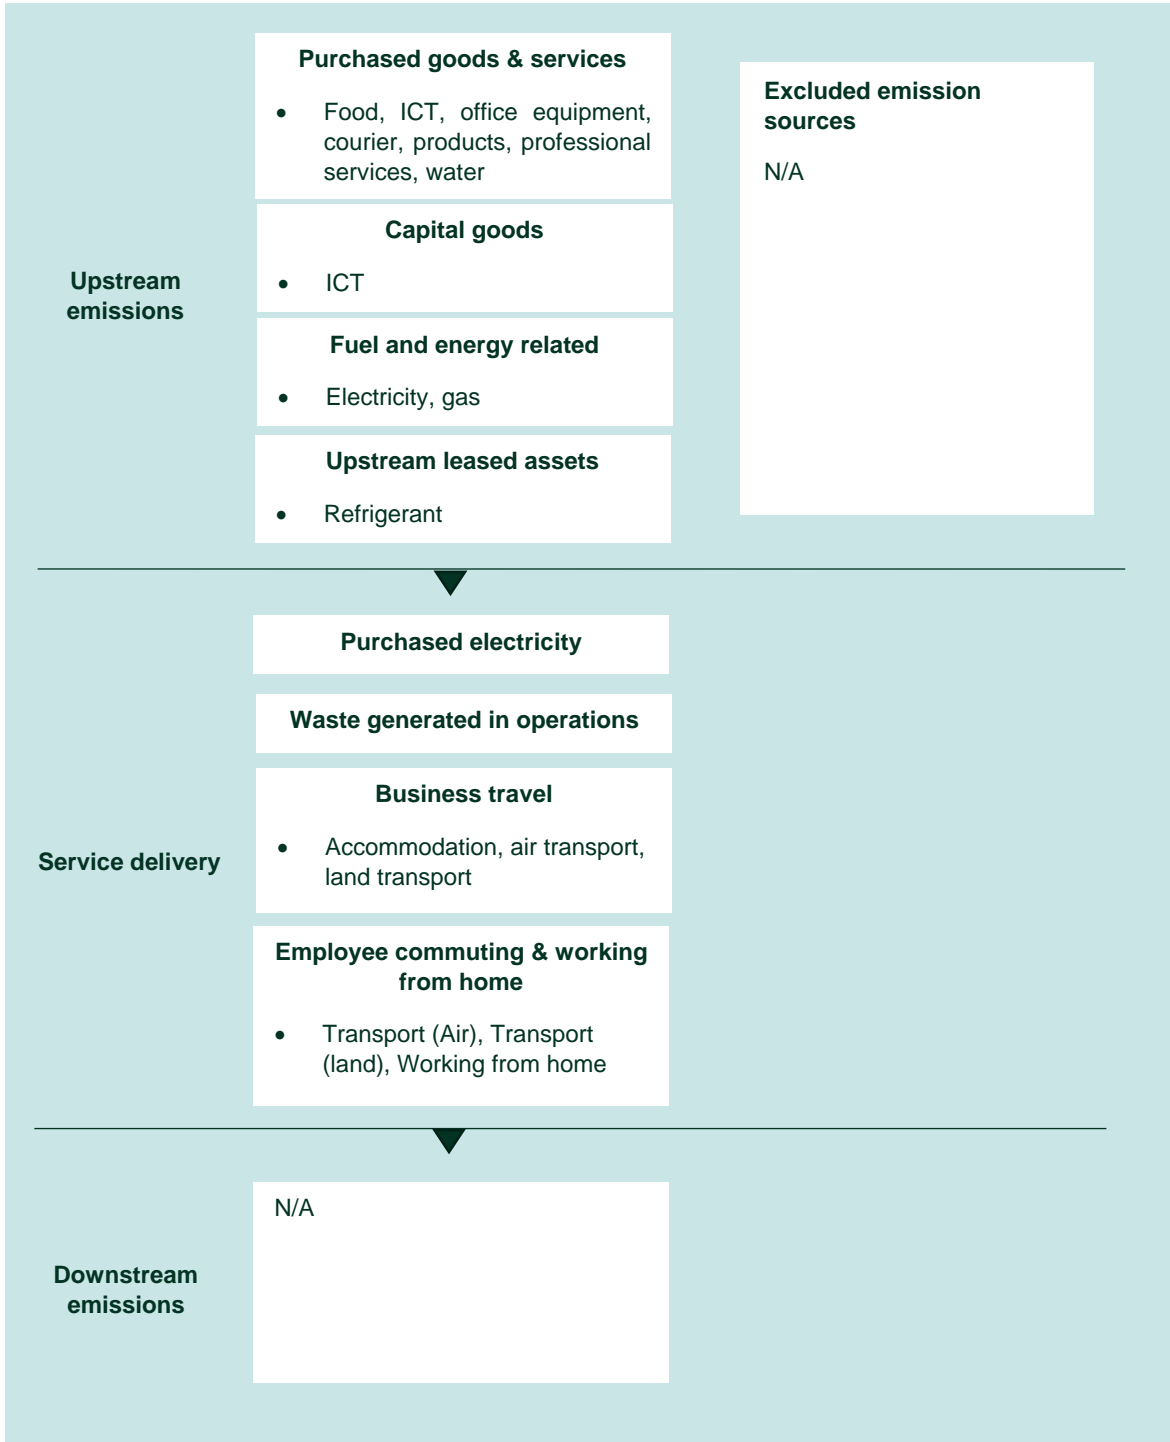 Purchased goods & services
• Food, ICT, office equipment,
courier, products, professional
services, water
Excluded emission
sources
N/A
Capital goods
• ICT
Upstream
emissions
Fuel and energy related
• Electricity, gas
Upstream leased assets
• Refrigerant
Purchased electricity
Waste generated in operations
Business travel
• Accommodation, air transport,
land transport
Service delivery
Employee commuting & working
from home
• Transport (Air), Transport
(land), Working from home
N/A
Downstream
emissions